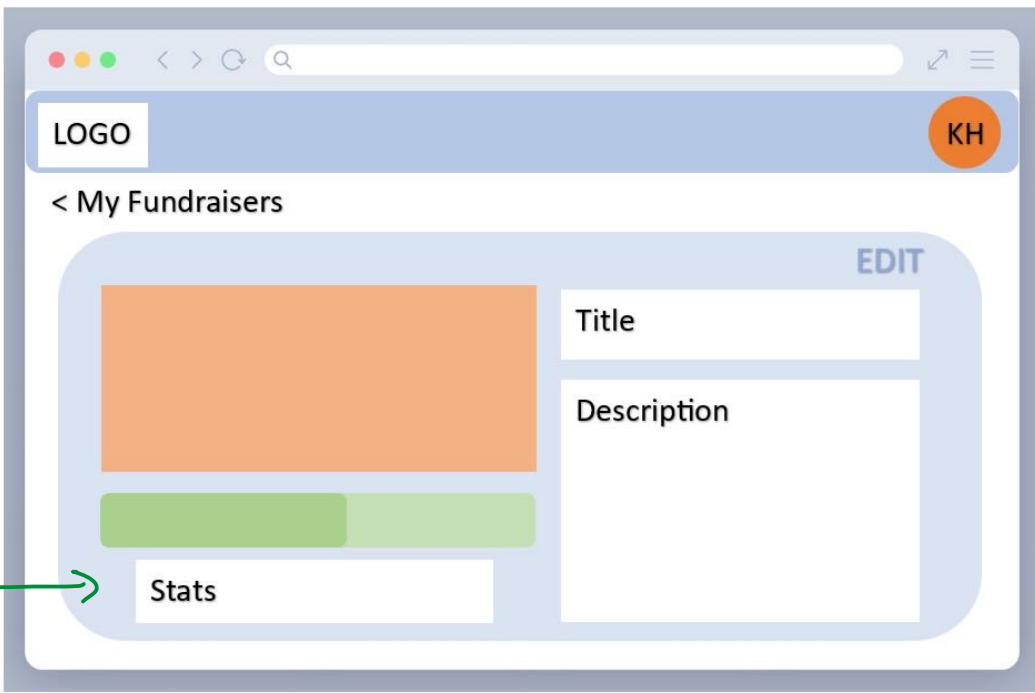 LOGO
KH
< My Fundraisers
EDIT
Title
Description
Stats